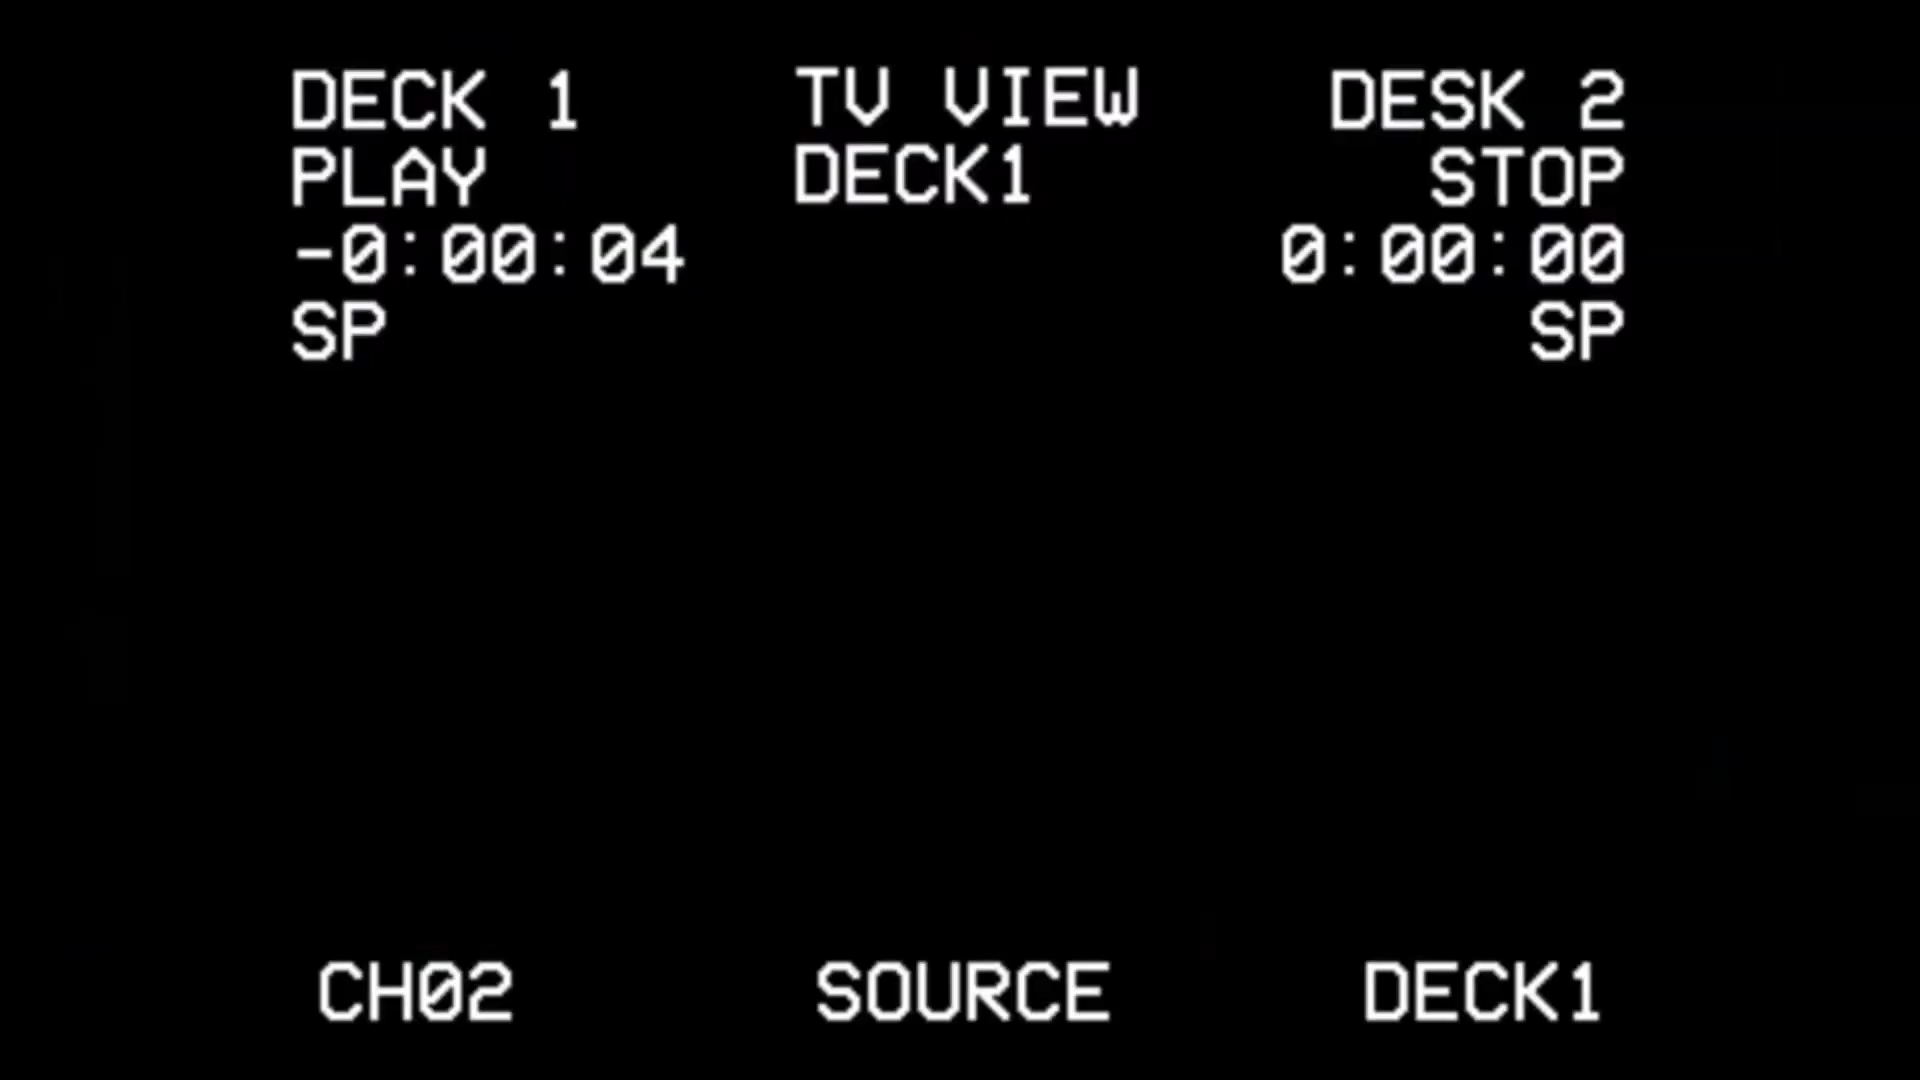 DECK 1 TV VIEW DESK 2
PLAY DECK1 STOP
-0:00:04 0:00:00
SP SP
CH02 SOURCE DECK1